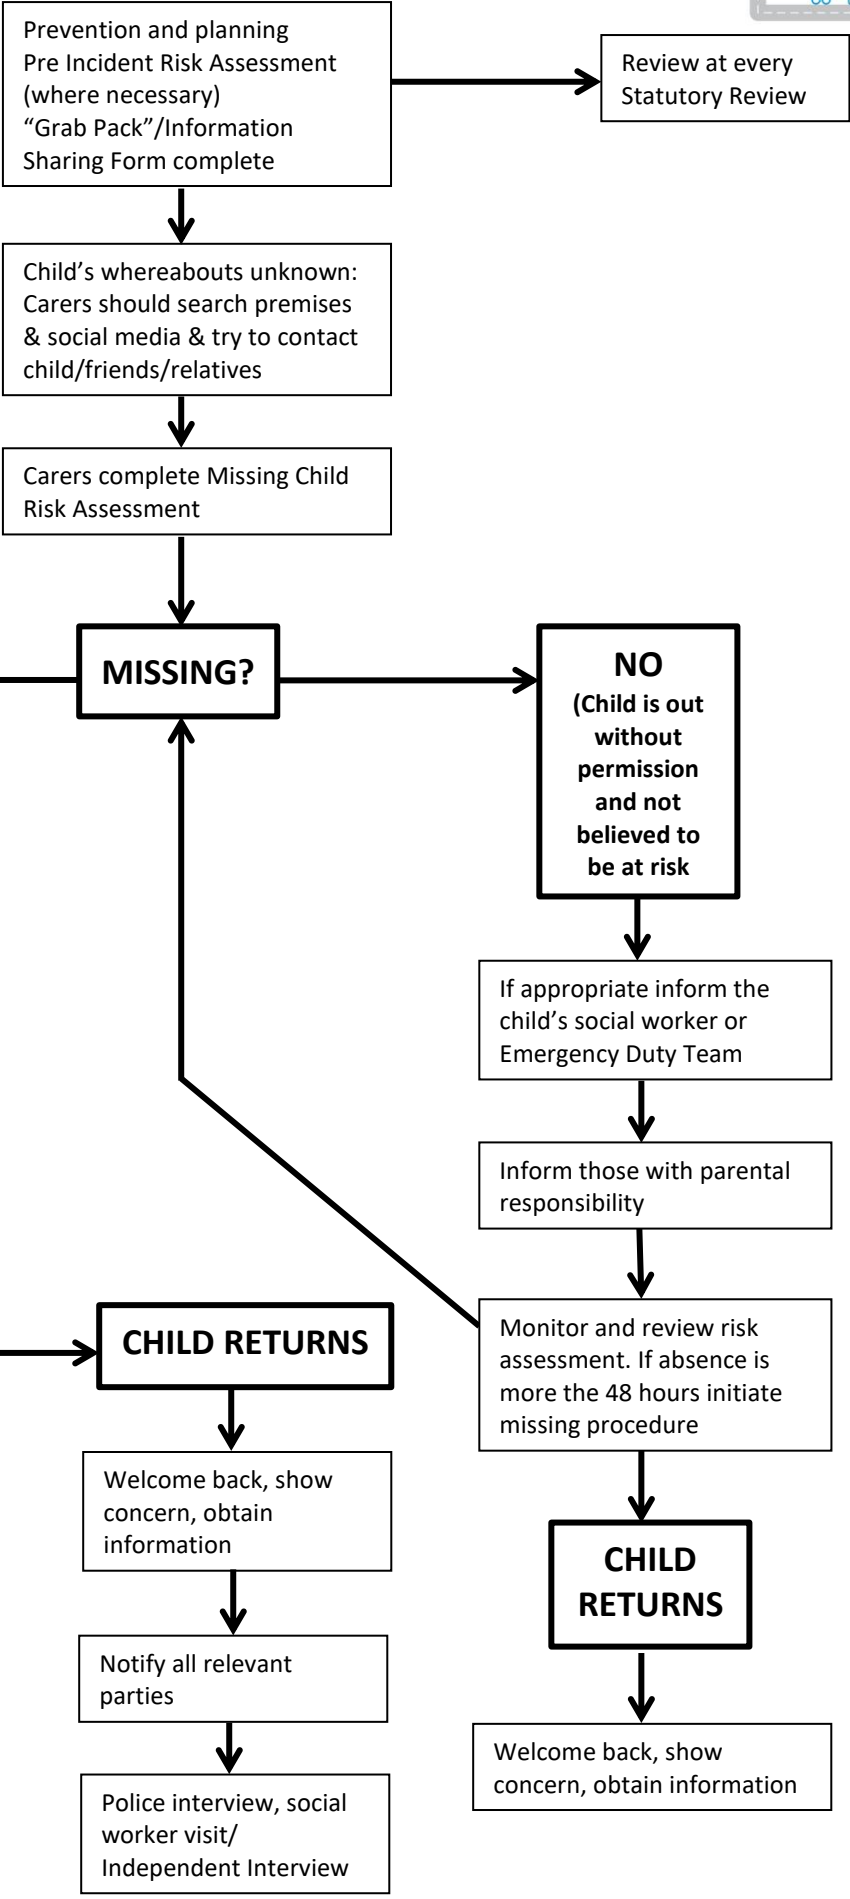 Prevention and planning
Pre Incident Risk Assessment
(where necessary)
“Grab Pack”/Information
Sharing Form complete
Review at every
Statutory Review
Child’s whereabouts unknown:
Carers should search premises
& social media & try to contact
child/friends/relatives
Carers complete Missing Child
Risk Assessment
MISSING?
NO
(Child is out
without
permission
and not
believed to
be at risk
If appropriate inform the
child’s social worker or
Emergency Duty Team
Inform those with parental
responsibility
Monitor and review risk
assessment. If absence is
more the 48 hours initiate
missing procedure
CHILD
RETURNS
Welcome back, show
concern, obtain information
CHILD RETURNS
Welcome back, show
concern, obtain
information
Notify all relevant
parties
Police interview, social
worker visit/
Independent Interview